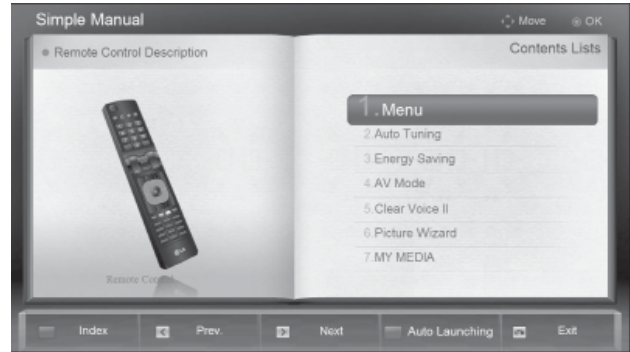 Simple Manual
Move OK
Remote Control Description
Remote Control
Contents Lists
1. Menu
2.Auto Tuning
3.Energy Saving
4.AV Mode
5.Clear Voice II
6.Picture Wizard
7.MY MEDIA
Index Prev. Next Auto Launching Exit